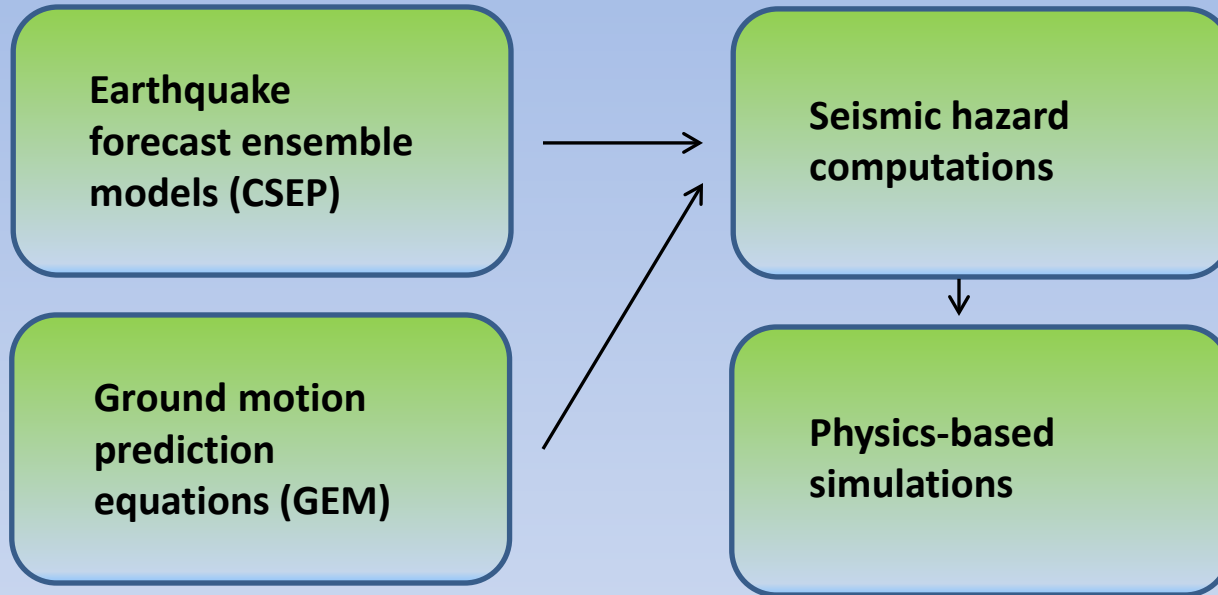 Earthquake
forecast ensemble
models (CSEP)
Seismic hazard
computations
Ground motion
prediction
equations (GEM)
Physics-based
simulations